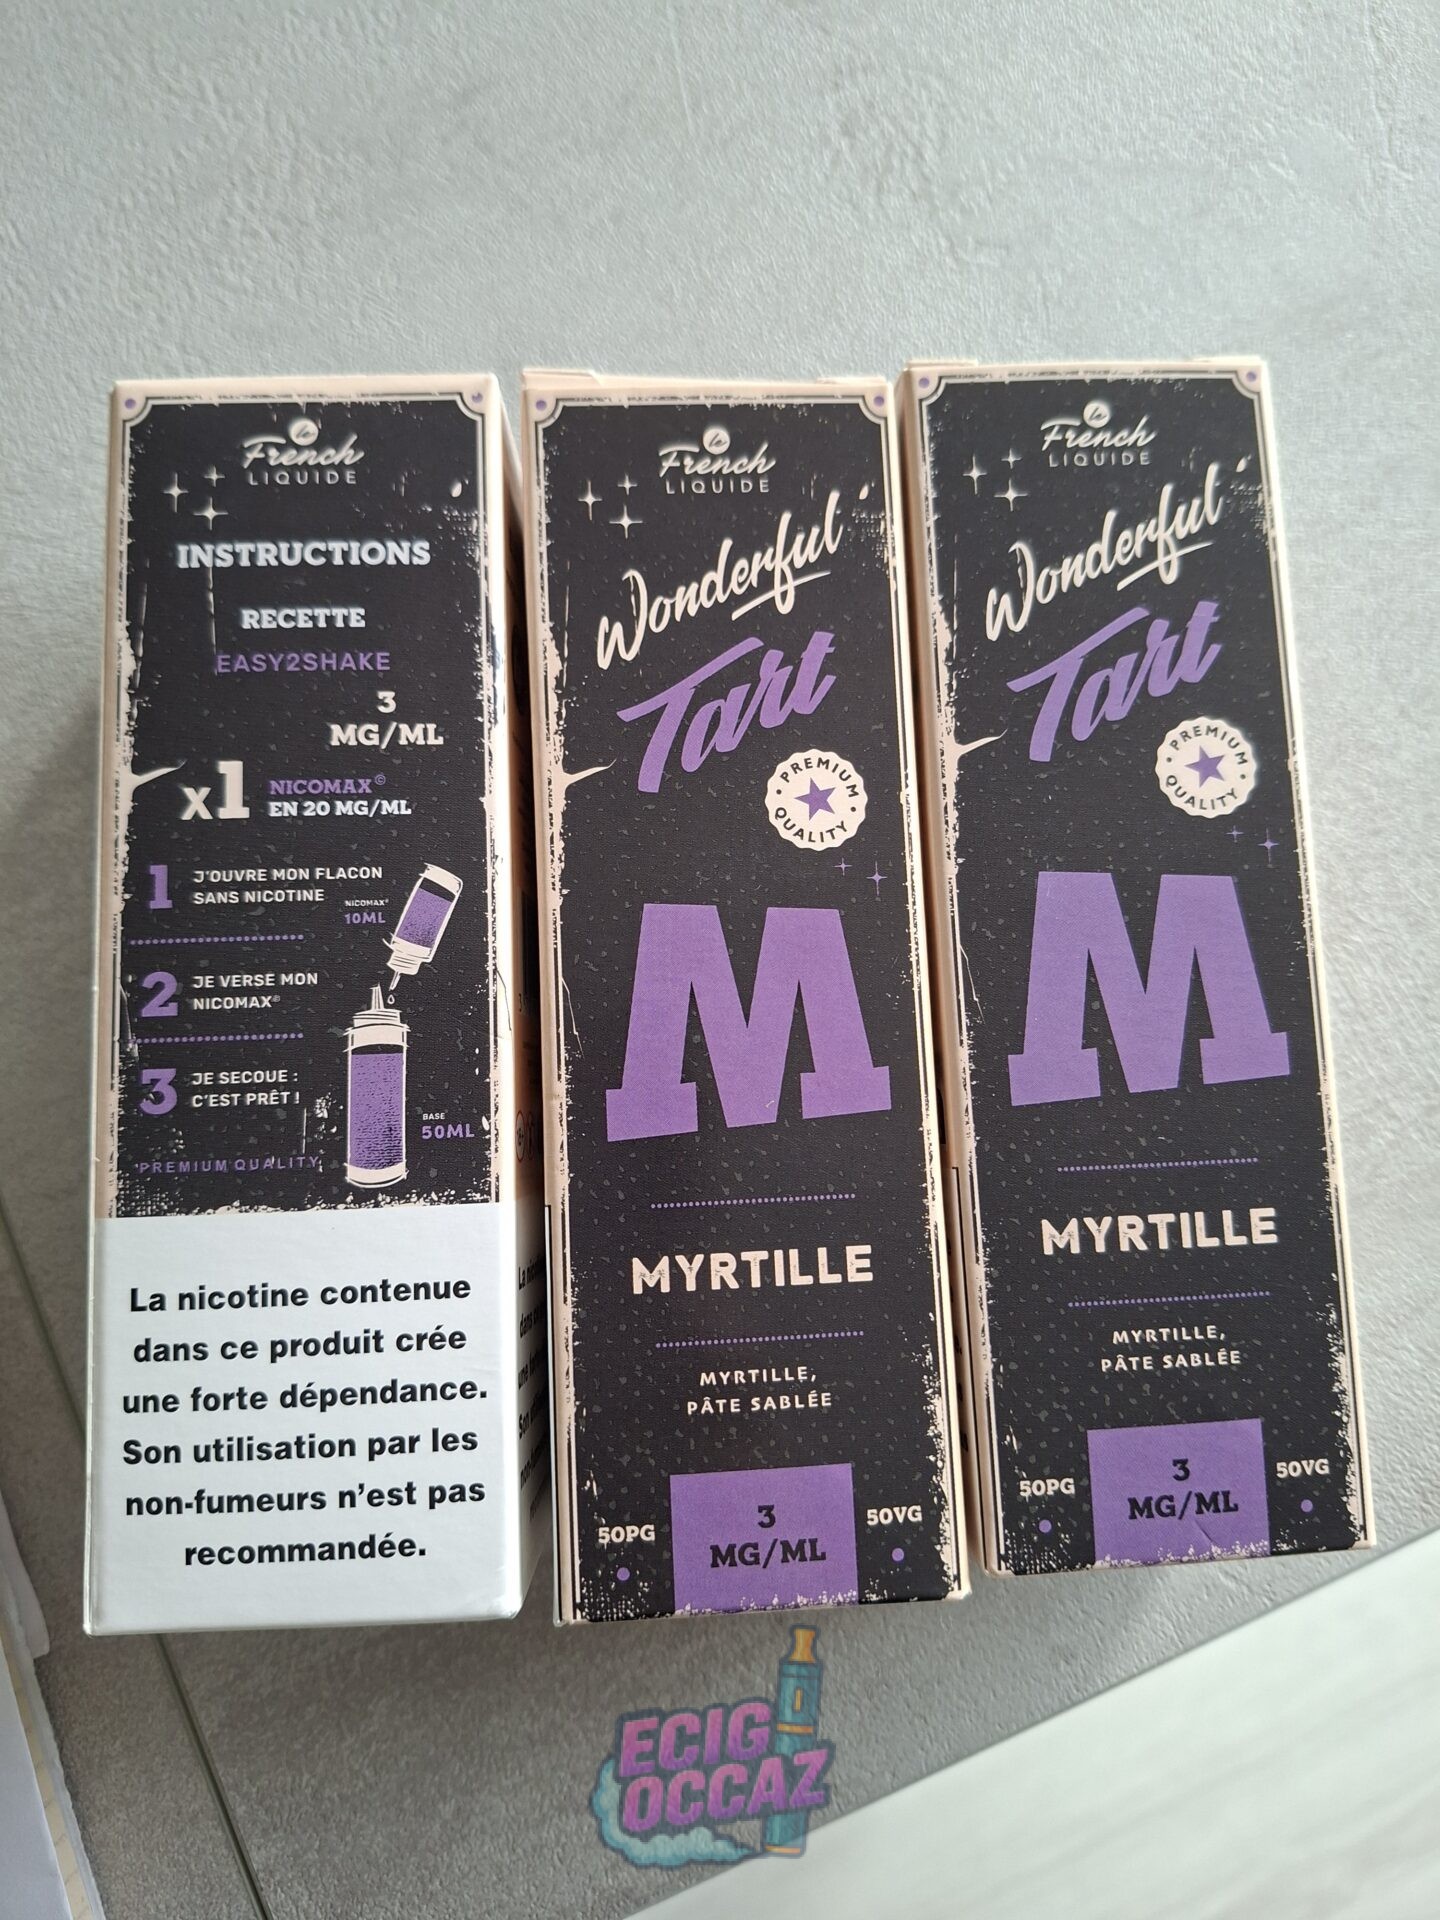 le
French
LIQUIDE
INSTRUCTIONS
RECETTE
EASY2SHAKE
3
MG/ML
x1
NICOMAX©
EN 20 MG/ML
1
J'OUVRE MON FLACON
SANS NICOTINE
NICOMAX©
10ML
2
JE VERSE MON
NICOMAX©
3
JE SECOUE :
C'EST PRÊT !
BASE
50ML
PREMIUM QUALITY
La nicotine contenue
dans ce produit crée
une forte dépendance.
Son utilisation par les
non-fumeurs n'est pas
recommandée.
le
French
LIQUIDE
Wonderful
Tart
PREMIUM
QUALITY
M
MYRTILLE
MYRTILLE,
PÂTE SABLÉE
50PG
3
MG/ML
50VG
le
French
LIQUIDE
Wonderful
Tart
PREMIUM
QUALITY
M
MYRTILLE
MYRTILLE,
PÂTE SABLÉE
50PG
3
MG/ML
50VG
ECIG
OCCAZ